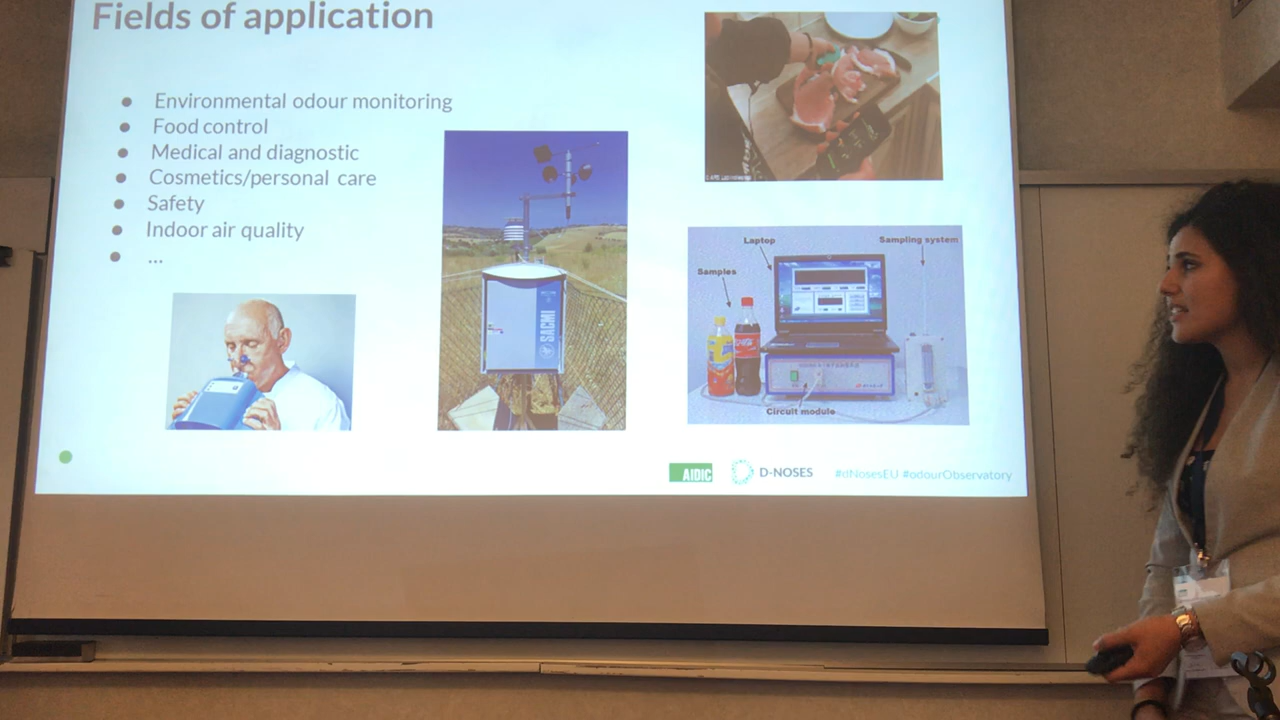 Fields of application
Environmental odour monitoring
Food control
Medical and diagnostic
Cosmetics/personal care
Safety
Indoor air quality
...
SACMI
Laptop
Sampling system
Samples
Circuit module
AIDIC
D-NOSES
#dNosesEU #odourObservatory